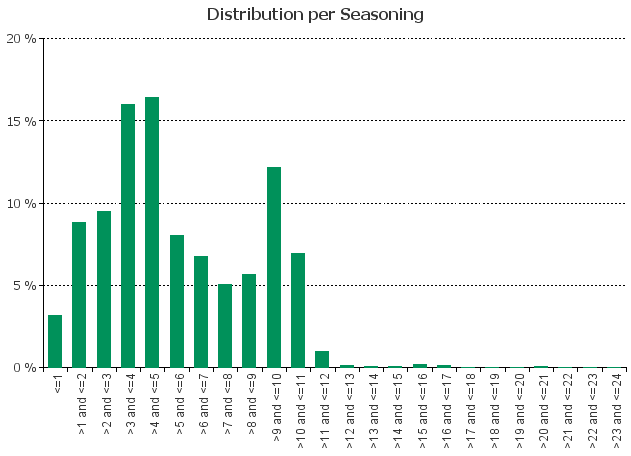 Distribution per Seasoning
20 %
15 %
10 %
5 %
0 %
<=1
>1 and <=2
>2 and <=3
>3 and <=4
>4 and <=5
>5 and <=6
>6 and <=7
>7 and <=8
>8 and <=9
>9 and <=10
>10 and <=11
>11 and <=12
>12 and <=13
>13 and <=14
>14 and <=15
>15 and <=16
>16 and <=17
>17 and <=18
>18 and <=19
>19 and <=20
>20 and <=21
>21 and <=22
>22 and <=23
>23 and <=24